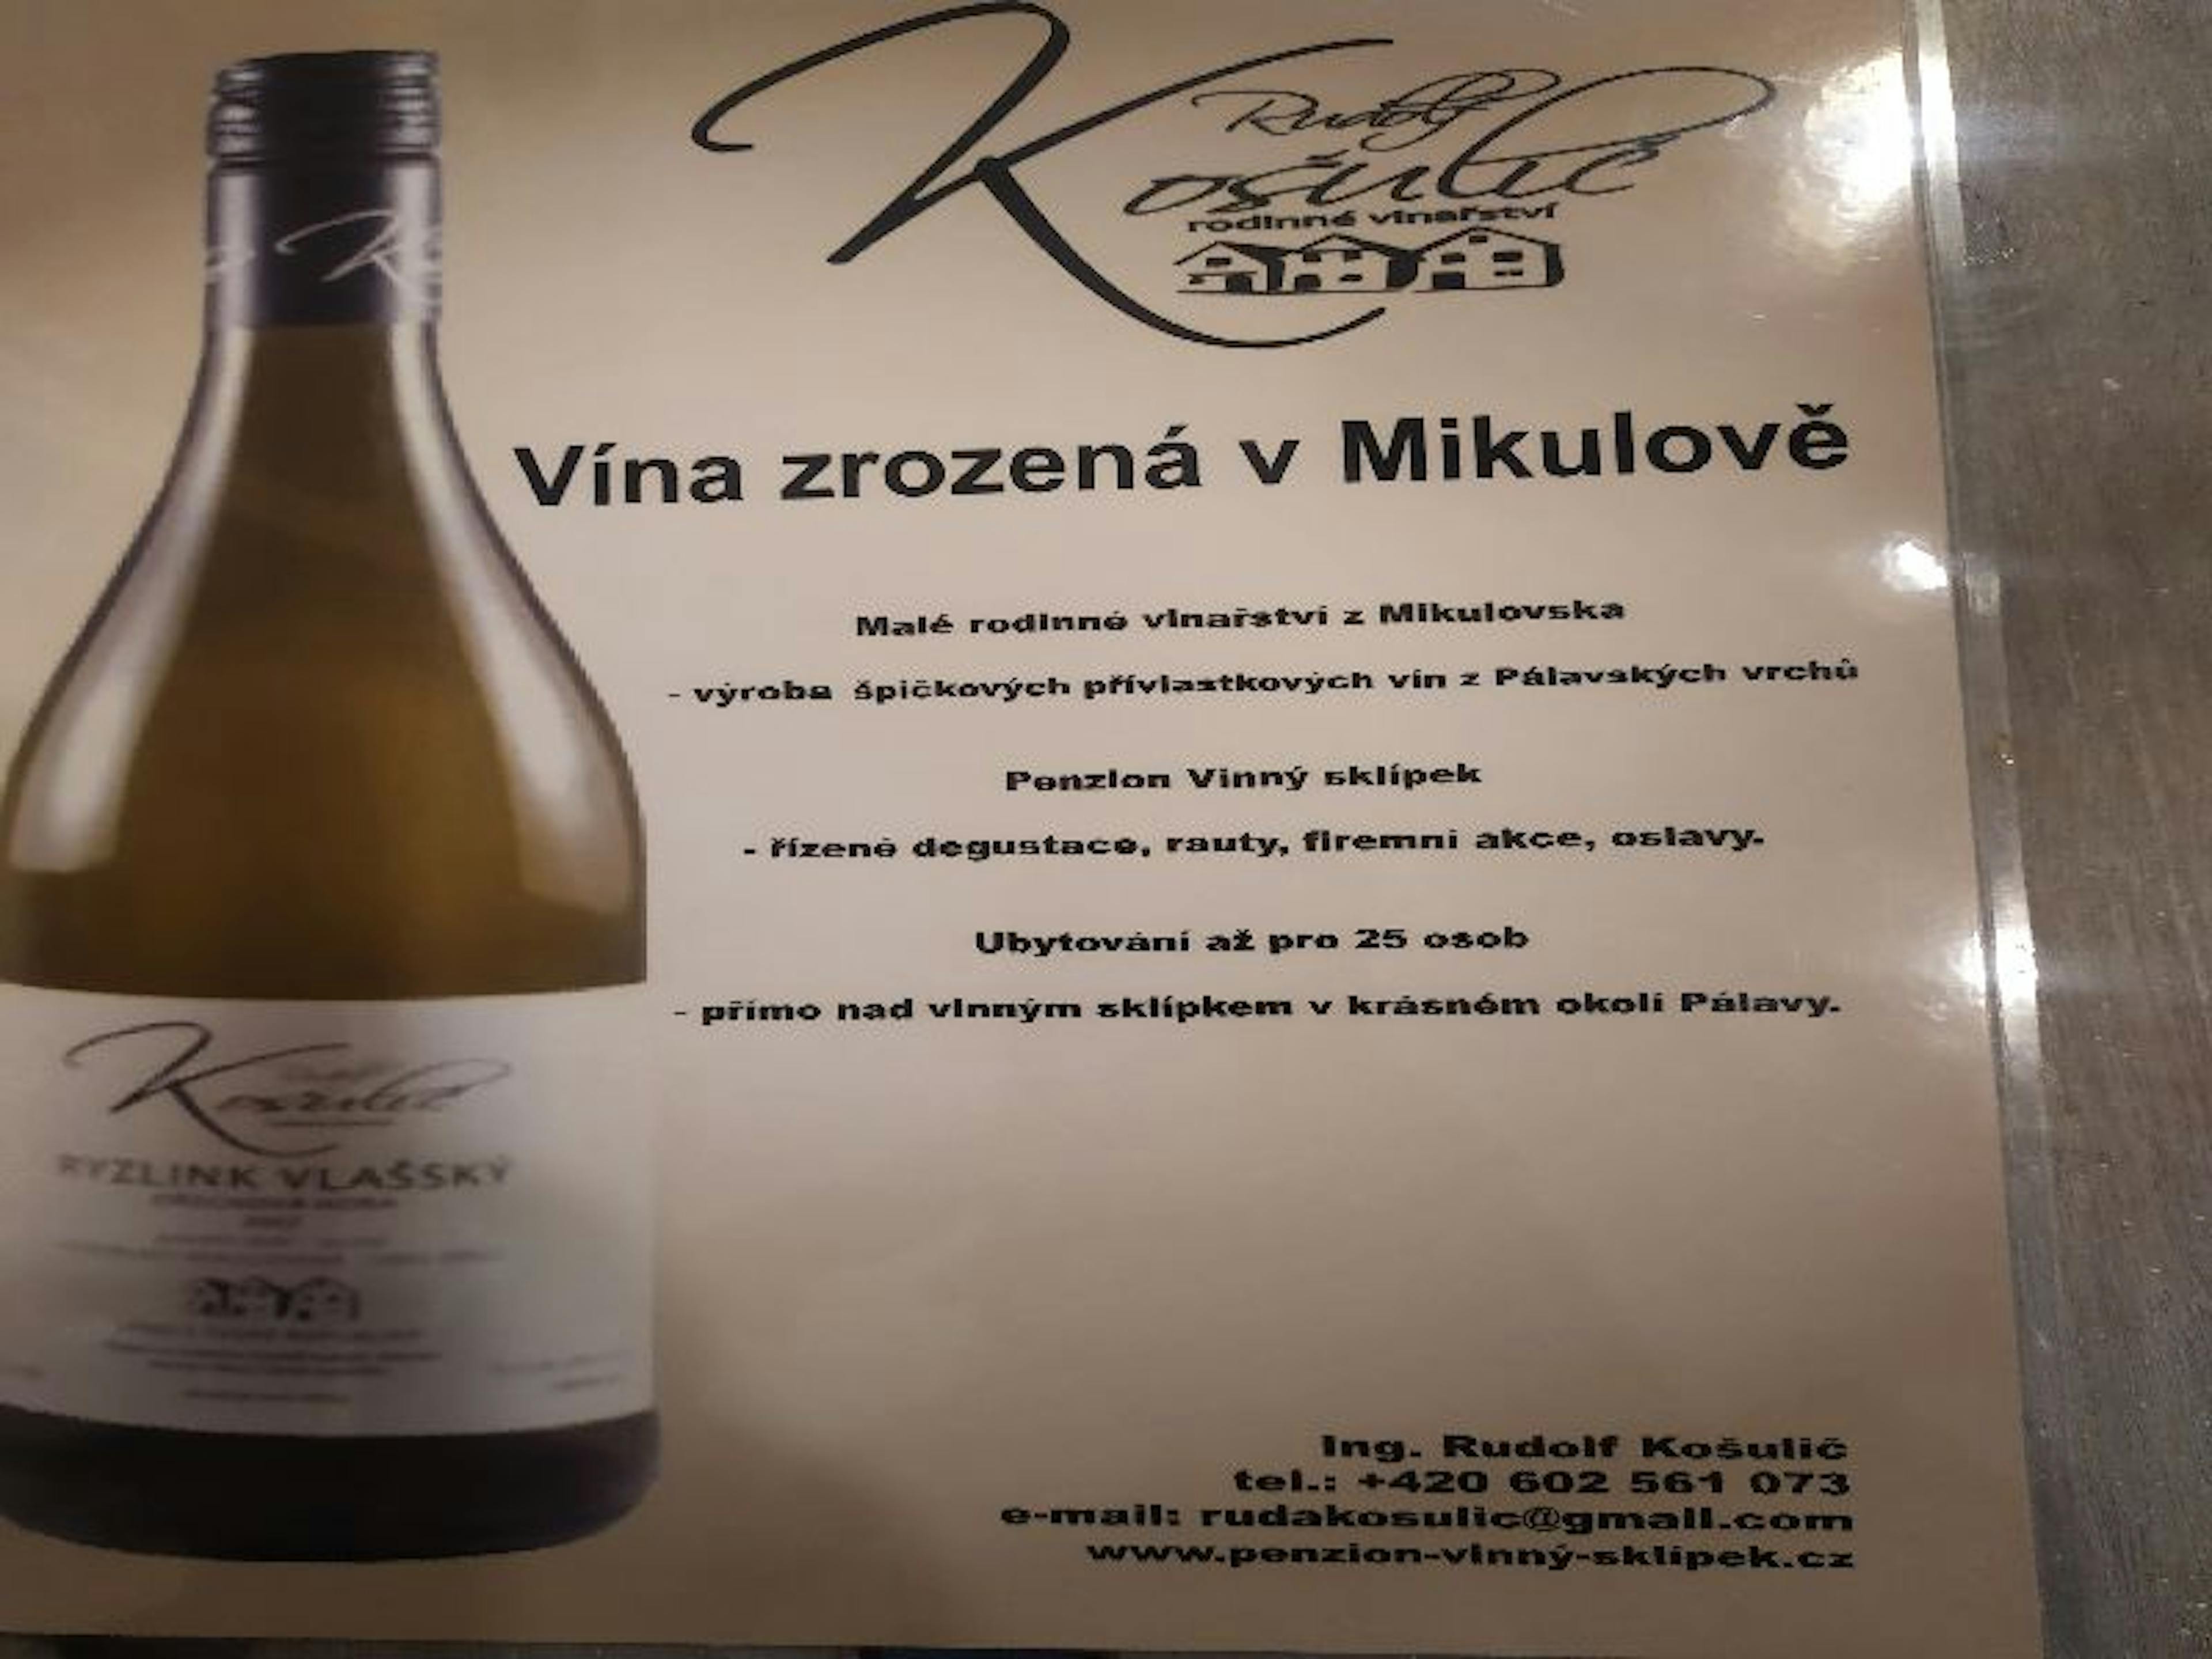 Rudolf
Košulič
rodinné vinařství
Vína zrozená v Mikulově
Malé rodinné vinařství z Mikulovska
- výroba špičkových přívlastkových vín z Pálavských vrchů
Penzion Vinný sklípek
- řízené degustace, rauty, firemní akce, oslavy.
Ubytování až pro 25 osob
- přímo nad vinným sklípkem v krásném okolí Pálavy.
Košulič
RYZLINK VLAŠSKÝ
Ing. Rudolf Košulič
tel.: +420 602 561 073
e-mail: rudakosulic@gmail.com
www.penzion-vinný-sklípek.cz